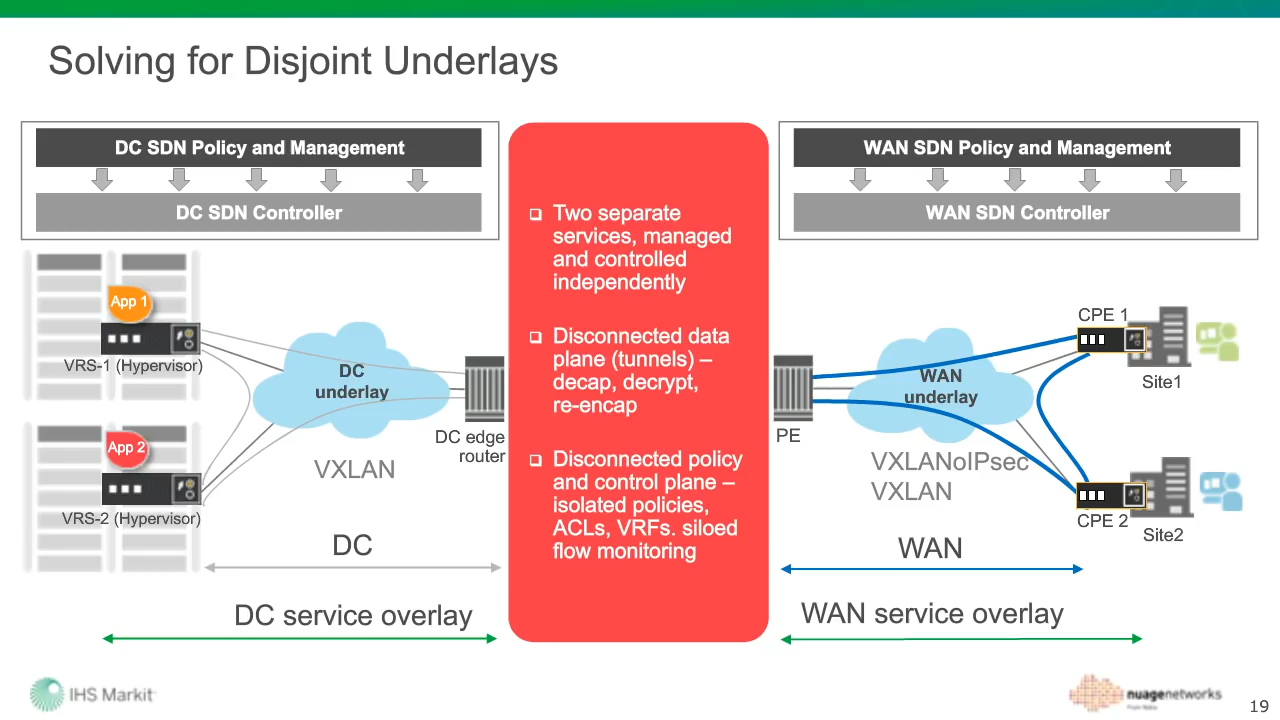 Solving for Disjoint Underlays
DC SDN Policy and Management
DC SDN Controller
App 1
VRS-1 (Hypervisor)
App 2
VRS-2 (Hypervisor)
DC
underlay
DC edge
router
VXLAN
DC
DC service overlay
❑ Two separate
services, managed
and controlled
independently
❑ Disconnected data
plane (tunnels) –
decap, decrypt,
re-encap
❑ Disconnected policy
and control plane –
isolated policies,
ACLs, VRFs. siloed
flow monitoring
WAN SDN Policy and Management
WAN SDN Controller
PE
WAN
underlay
CPE 1
Site1
VXLANoIPsec
VXLAN
CPE 2
Site2
WAN
WAN service overlay
IHS Markit
nuagenetworks
From Nokia
19